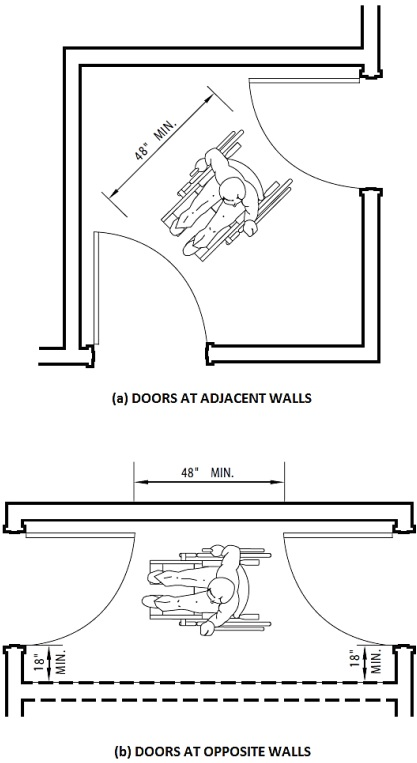 48" MIN.
(a) DOORS AT ADJACENT WALLS
48" MIN.
18"
MIN.
18"
MIN.
(b) DOORS AT OPPOSITE WALLS